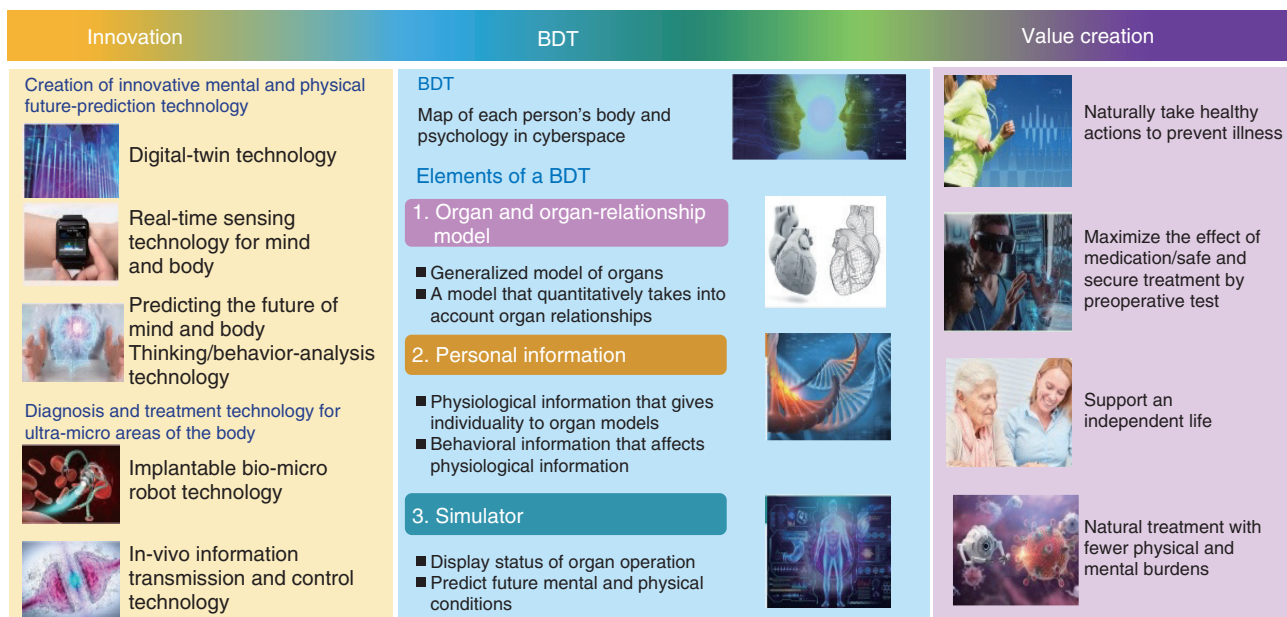 Innovation
BDT
Value creation
Creation of innovative mental and physical
future-prediction technology
Digital-twin technology
Real-time sensing
technology for mind
and body
Predicting the future of
mind and body
Thinking/behavior-analysis
technology
Diagnosis and treatment technology for
ultra-micro areas of the body
Implantable bio-micro
robot technology
In-vivo information
transmission and control
technology
BDT
Map of each person's body and
psychology in cyberspace
Elements of a BDT
1. Organ and organ-relationship
model
■ Generalized model of organs
■ A model that quantitatively takes into
account organ relationships
2. Personal information
■ Physiological information that gives
individuality to organ models
■ Behavioral information that affects
physiological information
3. Simulator
■ Display status of organ operation
■ Predict future mental and physical
conditions
Naturally take healthy
actions to prevent illness
Maximize the effect of
medication/safe and
secure treatment by
preoperative test
Support an
independent life
Natural treatment with
fewer physical and
mental burdens